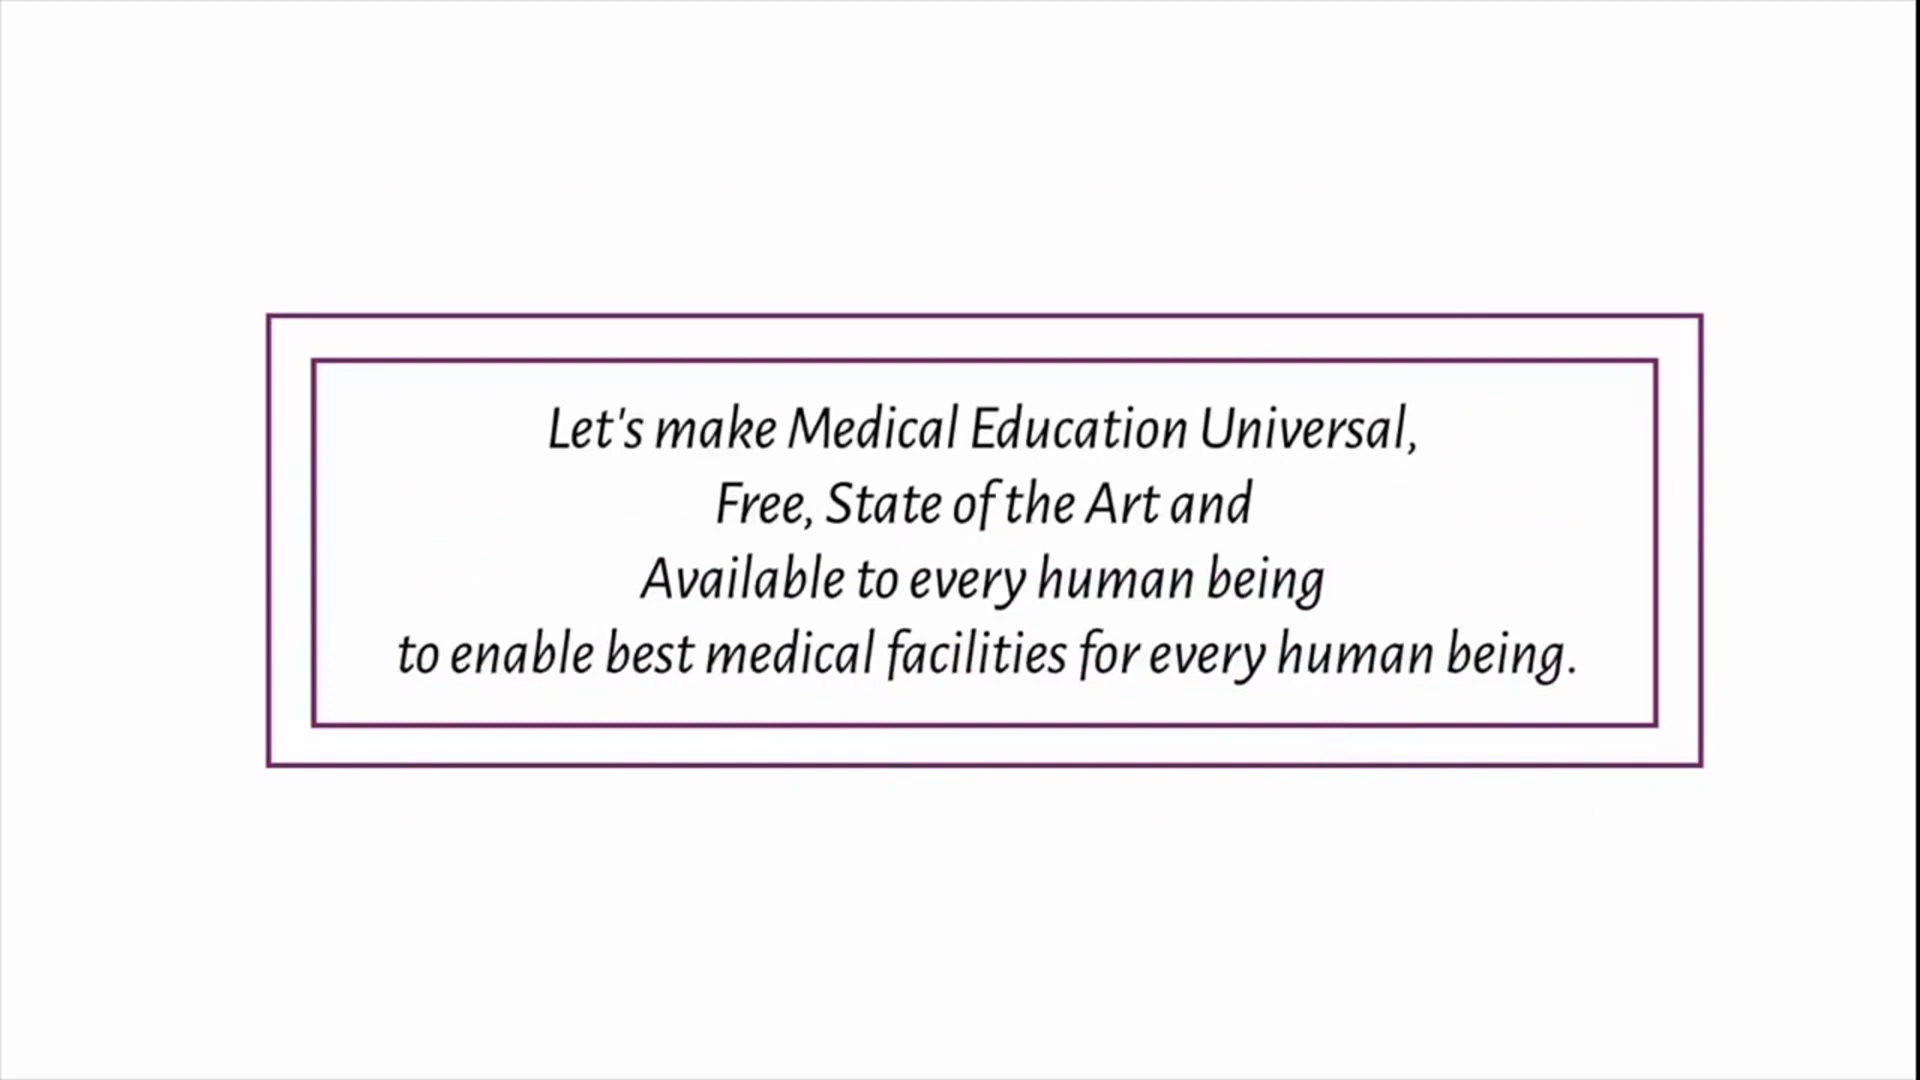 Let's make Medical Education Universal,
Free, State of the Art and
Available to every human being
to enable best medical facilities for every human being.